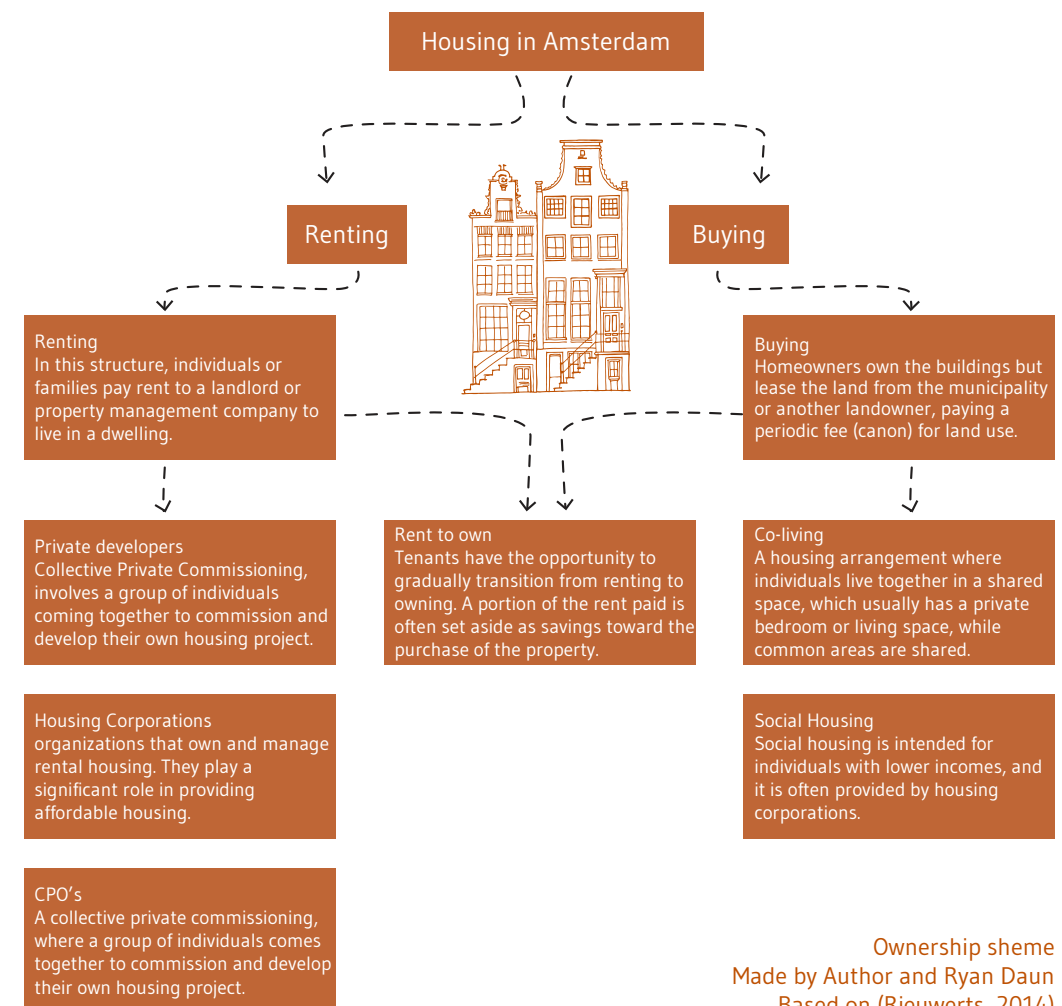 Housing in Amsterdam
Renting
Buying
Renting
In this structure, individuals or
families pay rent to a landlord or
property management company to
live in a dwelling.
Buying
Homeowners own the buildings but
lease the land from the municipality
or another landowner, paying a
periodic fee (canon) for land use.
Private developers
Collective Private Commissioning,
involves a group of individuals
coming together to commission and
develop their own housing project.
Rent to own
Tenants have the opportunity to
gradually transition from renting to
owning. A portion of the rent paid is
often set aside as savings toward the
purchase of the property.
Co-living
A housing arrangement where
individuals live together in a shared
space, which usually has a private
bedroom or living space, while
common areas are shared.
Housing Corporations
organizations that own and manage
rental housing. They play a
significant role in providing
affordable housing.
Social Housing
Social housing is intended for
individuals with lower incomes, and
it is often provided by housing
corporations.
CPO’s
A collective private commissioning,
where a group of individuals comes
together to commission and develop
their own housing project.
Ownership sheme
Made by Author and Ryan Daun
Based on (Rieuwerts, 2014)